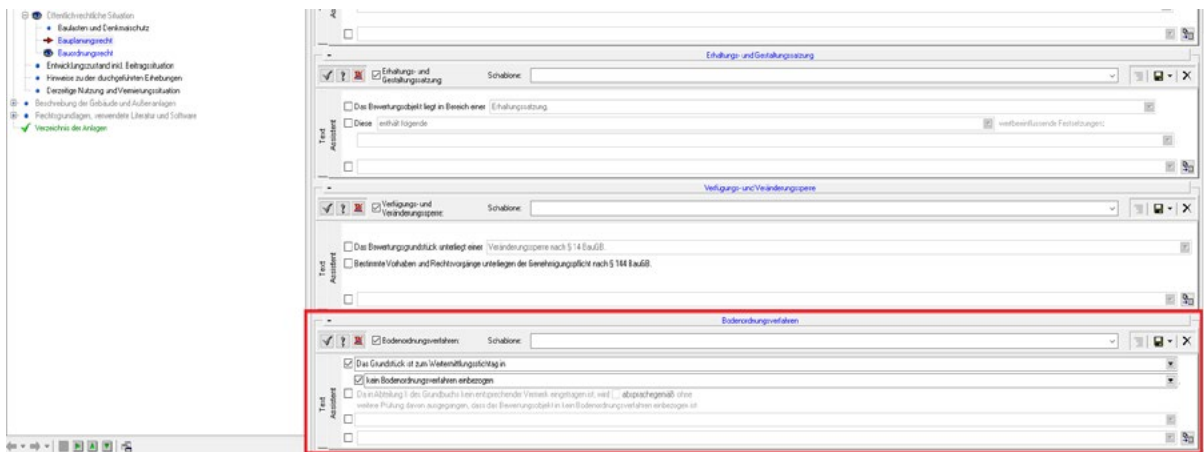 Öffentlichrechtliche Situation
Baulasten und Denkmalschutz
Bauplanungsrecht
Bauordnungsrecht
Entwicklungszustand inkl. Beitragssituation
Hinweise zu den durchgeführten Erhebungen
Derzeitige Nutzung und Vermietungssituation
Beschreibung der Gebäude und Außenanlagen
Rechtsgrundlagen, verwendete Literatur und Software
Verzeichnis der Anlagen
Erhaltungs- und Gestaltungssatzung
Erhaltungs- und
Gestaltungssatzung
Schablone:
Text
Assistent
Das Bewertungsobjekt liegt in Bereich einer Erhaltungssatzung.
Diese enthält folgende wertbeeinflussende Festsetzungen:
Verfügungs- und Veränderungssperre
Verfügungs- und
Veränderungssperre:
Schablone:
Text
Assistent
Das Bewertungsgrundstück unterliegt einer Veränderungssperre nach § 14 BauGB.
Bestimmte Vorhaben und Rechtsvorgänge unterliegen der Genehmigungspflicht nach § 144 BauGB.
Bodenordnungsverfahren
Bodenordnungsverfahren:
Schablone:
Text
Assistent
Das Grundstück ist zum Wertermittlungsstichtag in
kein Bodenordnungsverfahren einbezogen
Da in Abteilung II des Grundbuchs kein entsprechender Vermerk eingetragen ist, wird absprachegemäß ohne
weitere Prüfung davon ausgegangen, dass das Bewertungsobjekt in kein Bodenordnungsverfahren einbezogen ist